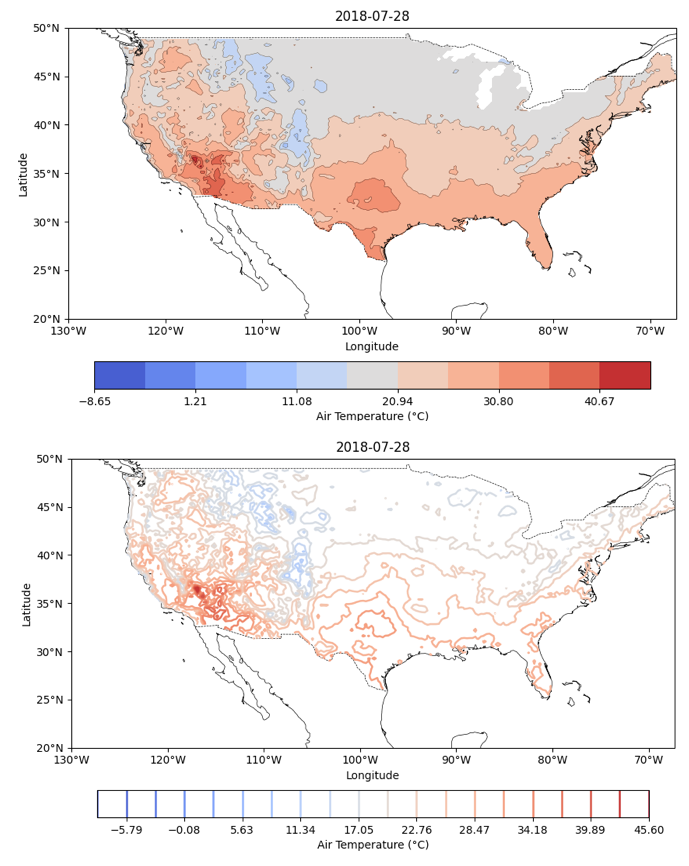 2018-07-28
50°N
45°N
40°N
35°N
30°N
25°N
20°N
Latitude
130°W 120°W 110°W 100°W 90°W 80°W 70°W
Longitude
−8.65 1.21 11.08 20.94 30.80 40.67
Air Temperature (°C)
2018-07-28
50°N
45°N
40°N
35°N
30°N
25°N
20°N
Latitude
130°W 120°W 110°W 100°W 90°W 80°W 70°W
Longitude
−5.79 −0.08 5.63 11.34 17.05 22.76 28.47 34.18 39.89 45.60
Air Temperature (°C)